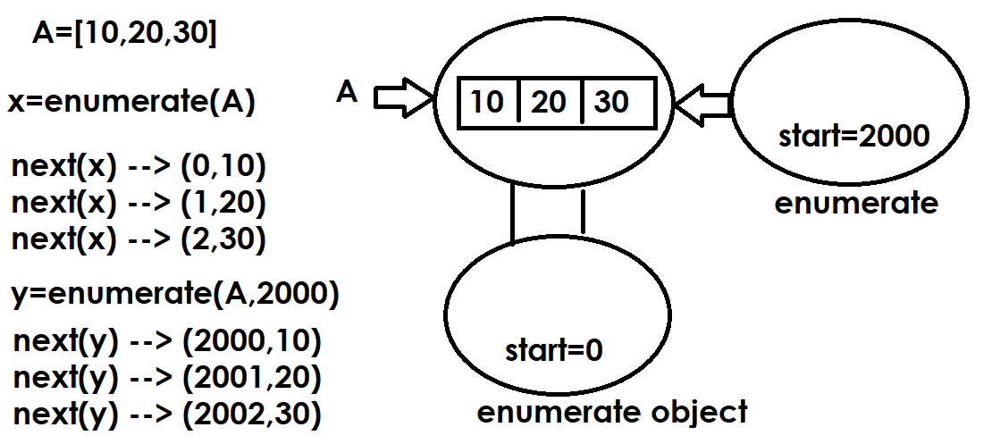 A=[10,20,30]
x=enumerate(A)
next(x) --> (0,10)
next(x) --> (1,20)
next(x) --> (2,30)
y=enumerate(A,2000)
next(y) --> (2000,10)
next(y) --> (2001,20)
next(y) --> (2002,30)
A
10 20 30
start=2000
enumerate
start=0
enumerate object